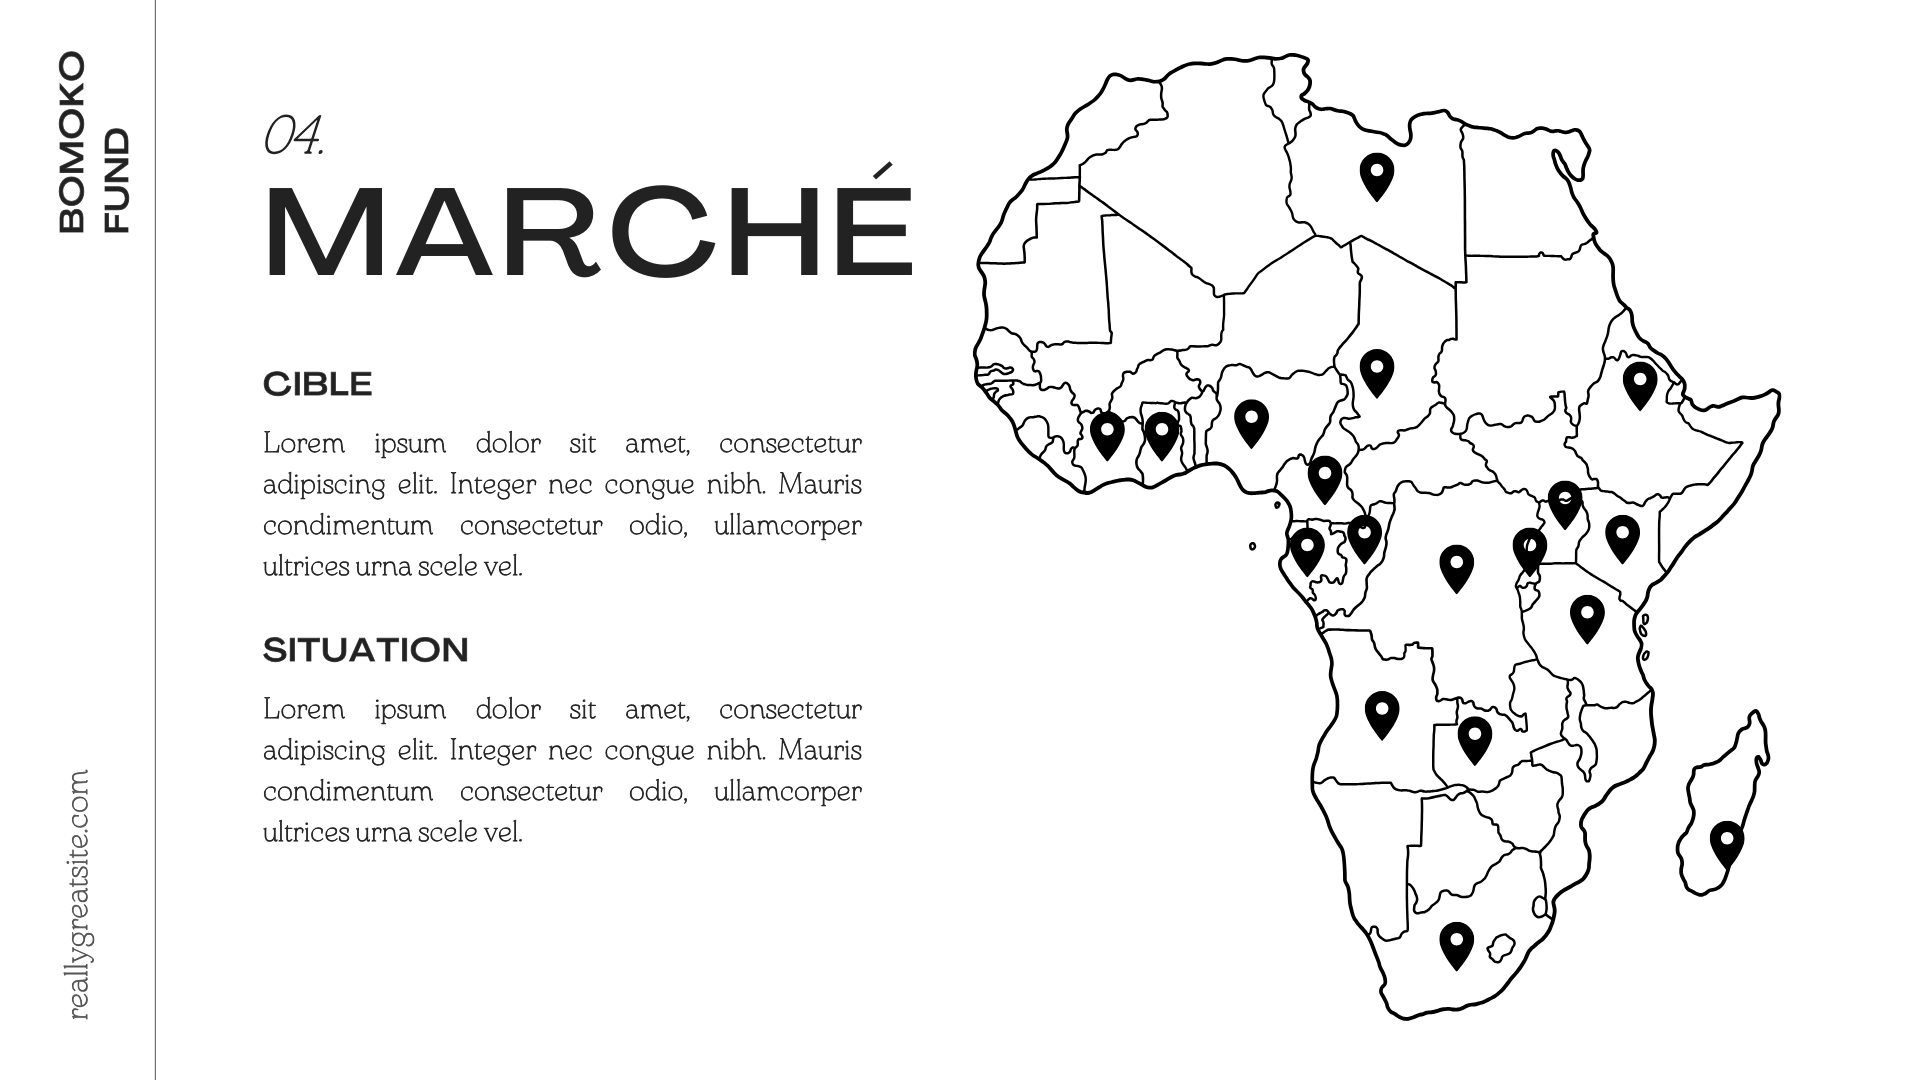 BOMOKO
FUND
reallygreatsite.com
04.
MARCHÉ
CIBLE
Lorem ipsum dolor sit amet, consectetur
adipiscing elit. Integer nec congue nibh. Mauris
condimentum consectetur odio, ullamcorper
ultrices urna scele vel.
SITUATION
Lorem ipsum dolor sit amet, consectetur
adipiscing elit. Integer nec congue nibh. Mauris
condimentum consectetur odio, ullamcorper
ultrices urna scele vel.